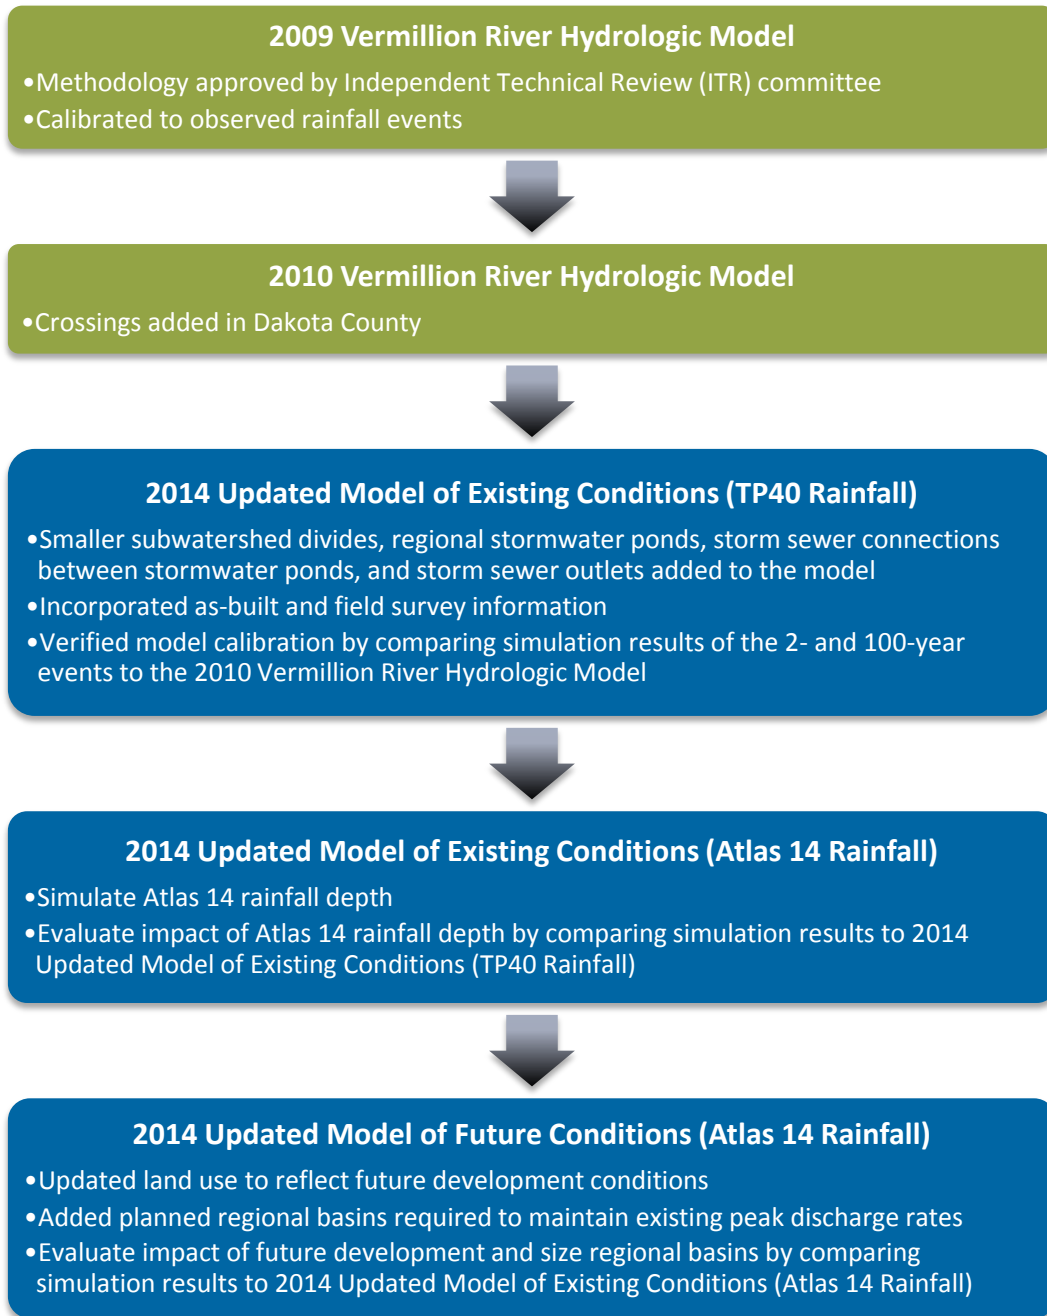 2009 Vermillion River Hydrologic Model
•Methodology approved by Independent Technical Review (ITR) committee
•Calibrated to observed rainfall events
2010 Vermillion River Hydrologic Model
•Crossings added in Dakota County
2014 Updated Model of Existing Conditions (TP40 Rainfall)
•Smaller subwatershed divides, regional stormwater ponds, storm sewer connections
between stormwater ponds, and storm sewer outlets added to the model
•Incorporated as-built and field survey information
•Verified model calibration by comparing simulation results of the 2- and 100-year
events to the 2010 Vermillion River Hydrologic Model
2014 Updated Model of Existing Conditions (Atlas 14 Rainfall)
•Simulate Atlas 14 rainfall depth
•Evaluate impact of Atlas 14 rainfall depth by comparing simulation results to 2014
Updated Model of Existing Conditions (TP40 Rainfall)
2014 Updated Model of Future Conditions (Atlas 14 Rainfall)
•Updated land use to reflect future development conditions
•Added planned regional basins required to maintain existing peak discharge rates
•Evaluate impact of future development and size regional basins by comparing
simulation results to 2014 Updated Model of Existing Conditions (Atlas 14 Rainfall)